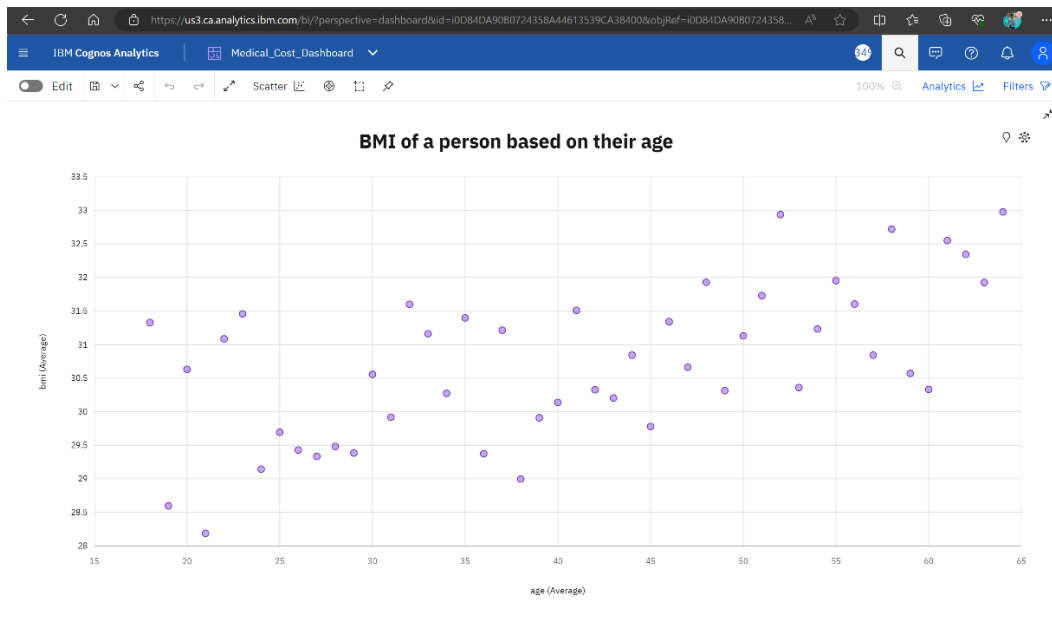 https://us3.ca.analytics.ibm.com/bi/?perspective=dashboard&id=i0D84DA90B0724358A44613539CA38400&objRef=i0D84DA90B0724358...
IBM Cognos Analytics Medical_Cost_Dashboard
Edit Scatter 100% Analytics Filters
BMI of a person based on their age
33.5
33
32.5
32
31.5
31
30.5
30
29.5
29
28.5
28
bmi (Average)
15 20 25 30 35 40 45 50 55 60 65
age (Average)